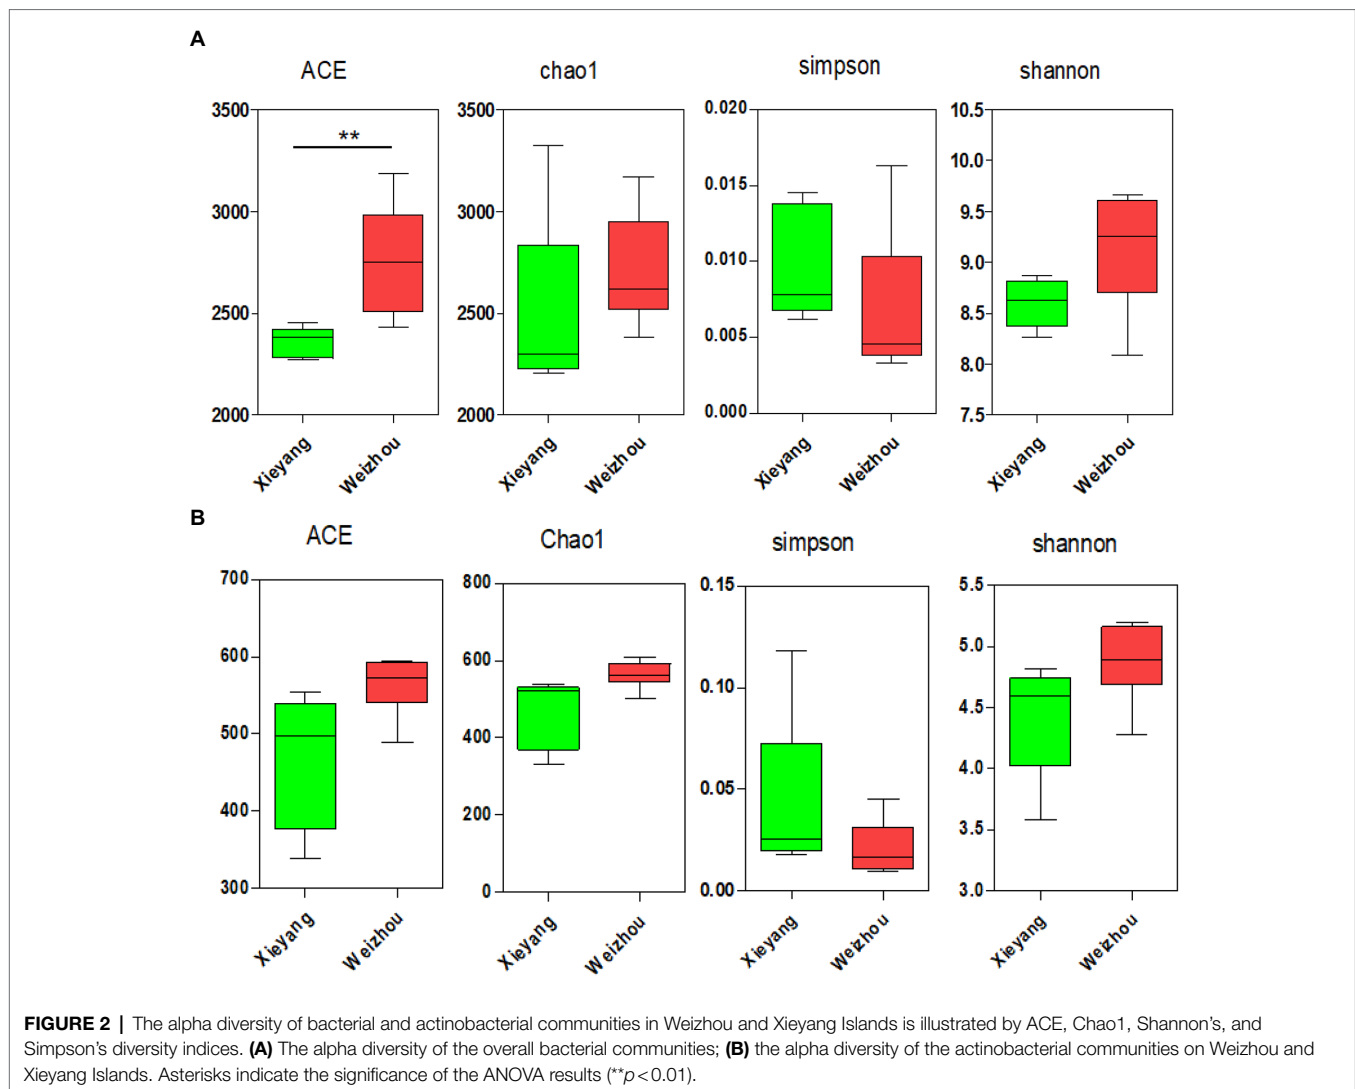 A
ACE
chao1
simpson
shannon
3500
3000
2500
2000
**
Xieyang
Weizhou
3500
3000
2500
2000
Xieyang
Weizhou
0.020
0.015
0.010
0.005
0.000
Xieyang
Weizhou
10.5
10.0
9.5
9.0
8.5
8.0
7.5
Xieyang
Weizhou
B
ACE
Chao1
simpson
shannon
700
600
500
400
300
Xieyang
Weizhou
800
600
400
200
0
Xieyang
Weizhou
0.15
0.10
0.05
0.00
Xieyang
Weizhou
5.5
5.0
4.5
4.0
3.5
3.0
Xieyang
Weizhou
FIGURE 2 | The alpha diversity of bacterial and actinobacterial communities in Weizhou and Xieyang Islands is illustrated by ACE, Chao1, Shannon's, and
Simpson's diversity indices. (A) The alpha diversity of the overall bacterial communities; (B) the alpha diversity of the actinobacterial communities on Weizhou and
Xieyang Islands. Asterisks indicate the significance of the ANOVA results (**p<0.01).